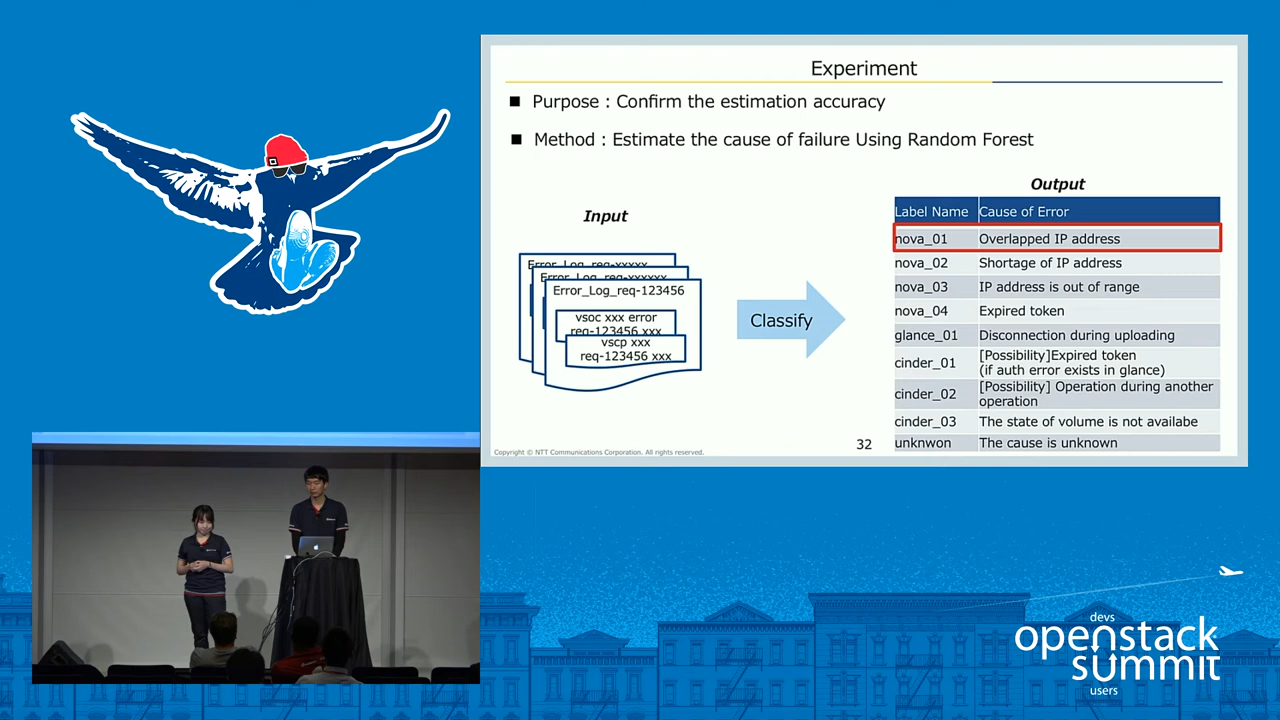 Experiment
■ Purpose : Confirm the estimation accuracy
■ Method : Estimate the cause of failure Using Random Forest
Input
Error_Log_req-xxxxx
Error_Log_req-xxxxxx
Error_Log_req-123456
vsoc xxx error
req-123456 xxx
vscp xxx
req-123456 xxx
Classify
Output
Label Name Cause of Error
nova_01 Overlapped IP address
nova_02 Shortage of IP address
nova_03 IP address is out of range
nova_04 Expired token
glance_01 Disconnection during uploading
cinder_01 [Possibility]Expired token
(if auth error exists in glance)
cinder_02 [Possibility] Operation during another
operation
cinder_03 The state of volume is not availabe
unknwon The cause is unknown
32
Copyright © NTT Communications Corporation. All rights reserved.
devs
openstack
summit
users